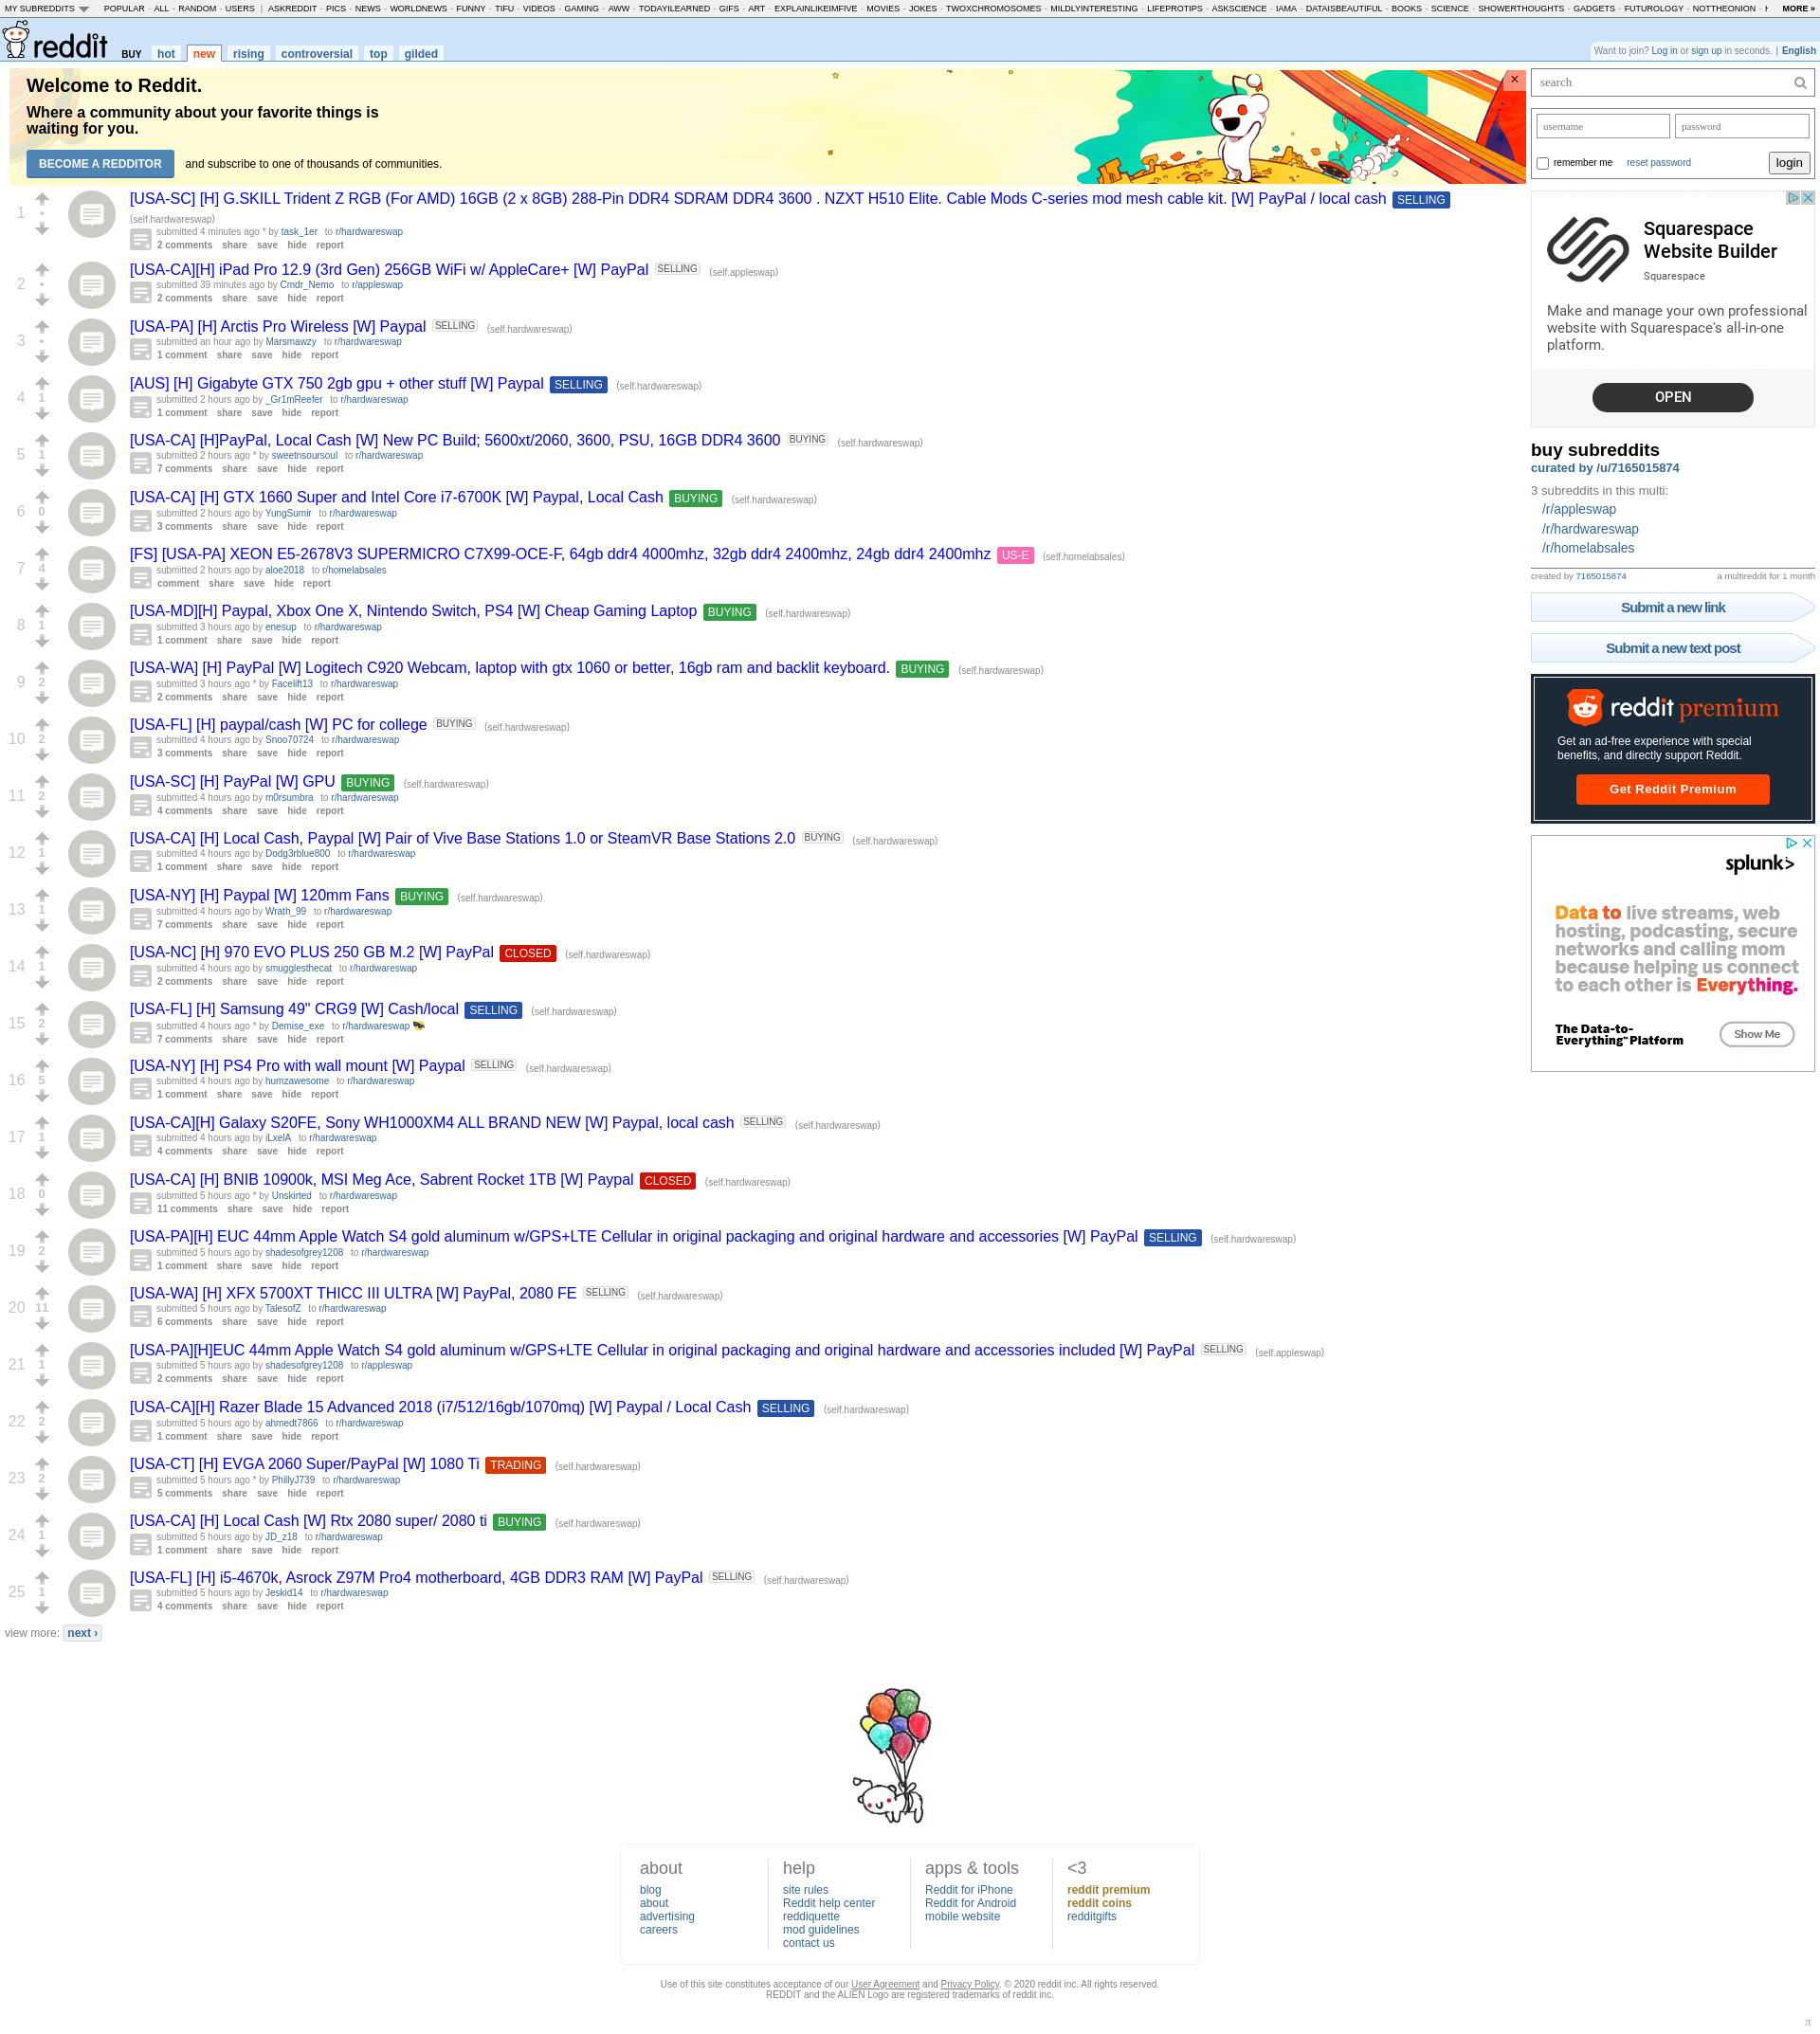 MY SUBREDDITS POPULAR - ALL - RANDOM - USERS | ASKREDDIT - PICS - NEWS - WORLDNEWS - FUNNY - TIFU - VIDEOS - GAMING - AWW - TODAYILEARNED - GIFS - ART - EXPLAINLIKEIMFIVE - MOVIES - JOKES - TWOXCHROMOSOMES - MILDLYINTERESTING - LIFEPROTIPS - ASKSCIENCE - IAMA - DATAISBEAUTIFUL - BOOKS - SCIENCE - SHOWERTHOUGHTS - GADGETS - FUTUROLOGY - NOTTHEONION - MORE »
reddit BUY hot new rising controversial top gilded
Want to join? Log in or sign up in seconds. | English
Welcome to Reddit.
Where a community about your favorite things is
waiting for you.
BECOME A REDDITOR and subscribe to one of thousands of communities.
×
1
[USA-SC] [H] G.SKILL Trident Z RGB (For AMD) 16GB (2 x 8GB) 288-Pin DDR4 SDRAM DDR4 3600 . NZXT H510 Elite. Cable Mods C-series mod mesh cable kit. [W] PayPal / local cash SELLING
(self.hardwareswap)
submitted 4 minutes ago * by task_1er to r/hardwareswap
2 comments share save hide report
2
[USA-CA][H] iPad Pro 12.9 (3rd Gen) 256GB WiFi w/ AppleCare+ [W] PayPal SELLING (self.appleswap)
submitted 39 minutes ago by Cmdr_Nemo to r/appleswap
2 comments share save hide report
3
[USA-PA] [H] Arctis Pro Wireless [W] Paypal SELLING (self.hardwareswap)
submitted an hour ago by Marsmawzy to r/hardwareswap
1 comment share save hide report
4 1
[AUS] [H] Gigabyte GTX 750 2gb gpu + other stuff [W] Paypal SELLING (self.hardwareswap)
submitted 2 hours ago by _Gr1mReefer to r/hardwareswap
1 comment share save hide report
5 1
[USA-CA] [H]PayPal, Local Cash [W] New PC Build; 5600xt/2060, 3600, PSU, 16GB DDR4 3600 BUYING (self.hardwareswap)
submitted 2 hours ago * by sweetnsoursoul to r/hardwareswap
7 comments share save hide report
6 0
[USA-CA] [H] GTX 1660 Super and Intel Core i7-6700K [W] Paypal, Local Cash BUYING (self.hardwareswap)
submitted 2 hours ago by YungSumir to r/hardwareswap
3 comments share save hide report
7 4
[FS] [USA-PA] XEON E5-2678V3 SUPERMICRO C7X99-OCE-F, 64gb ddr4 4000mhz, 32gb ddr4 2400mhz, 24gb ddr4 2400mhz US-E (self.homelabsales)
submitted 2 hours ago by aloe2018 to r/homelabsales
comment share save hide report
8 1
[USA-MD][H] Paypal, Xbox One X, Nintendo Switch, PS4 [W] Cheap Gaming Laptop BUYING (self.hardwareswap)
submitted 3 hours ago by enesup to r/hardwareswap
1 comment share save hide report
9 2
[USA-WA] [H] PayPal [W] Logitech C920 Webcam, laptop with gtx 1060 or better, 16gb ram and backlit keyboard. BUYING (self.hardwareswap)
submitted 3 hours ago * by Facelift13 to r/hardwareswap
2 comments share save hide report
10 2
[USA-FL] [H] paypal/cash [W] PC for college BUYING (self.hardwareswap)
submitted 4 hours ago by Snoo70724 to r/hardwareswap
3 comments share save hide report
11 2
[USA-SC] [H] PayPal [W] GPU BUYING (self.hardwareswap)
submitted 4 hours ago by m0rsumbra to r/hardwareswap
4 comments share save hide report
12 1
[USA-CA] [H] Local Cash, Paypal [W] Pair of Vive Base Stations 1.0 or SteamVR Base Stations 2.0 BUYING (self.hardwareswap)
submitted 4 hours ago by Dodg3rblue800 to r/hardwareswap
1 comment share save hide report
13 1
[USA-NY] [H] Paypal [W] 120mm Fans BUYING (self.hardwareswap)
submitted 4 hours ago by Wrath_99 to r/hardwareswap
7 comments share save hide report
14 1
[USA-NC] [H] 970 EVO PLUS 250 GB M.2 [W] PayPal CLOSED (self.hardwareswap)
submitted 4 hours ago by smugglesthecat to r/hardwareswap
2 comments share save hide report
15 2
[USA-FL] [H] Samsung 49" CRG9 [W] Cash/local SELLING (self.hardwareswap)
submitted 4 hours ago * by Demise_exe to r/hardwareswap
7 comments share save hide report
16 5
[USA-NY] [H] PS4 Pro with wall mount [W] Paypal SELLING (self.hardwareswap)
submitted 4 hours ago by humzawesome to r/hardwareswap
1 comment share save hide report
17 1
[USA-CA][H] Galaxy S20FE, Sony WH1000XM4 ALL BRAND NEW [W] Paypal, local cash SELLING (self.hardwareswap)
submitted 4 hours ago by iLxelA to r/hardwareswap
4 comments share save hide report
18 0
[USA-CA] [H] BNIB 10900k, MSI Meg Ace, Sabrent Rocket 1TB [W] Paypal CLOSED (self.hardwareswap)
submitted 5 hours ago * by Unskirted to r/hardwareswap
11 comments share save hide report
19 2
[USA-PA][H] EUC 44mm Apple Watch S4 gold aluminum w/GPS+LTE Cellular in original packaging and original hardware and accessories [W] PayPal SELLING (self.hardwareswap)
submitted 5 hours ago by shadesofgrey1208 to r/hardwareswap
1 comment share save hide report
20 11
[USA-WA] [H] XFX 5700XT THICC III ULTRA [W] PayPal, 2080 FE SELLING (self.hardwareswap)
submitted 5 hours ago by TalesofZ to r/hardwareswap
6 comments share save hide report
21 1
[USA-PA][H]EUC 44mm Apple Watch S4 gold aluminum w/GPS+LTE Cellular in original packaging and original hardware and accessories included [W] PayPal SELLING (self.appleswap)
submitted 5 hours ago by shadesofgrey1208 to r/appleswap
2 comments share save hide report
22 2
[USA-CA][H] Razer Blade 15 Advanced 2018 (i7/512/16gb/1070mq) [W] Paypal / Local Cash SELLING (self.hardwareswap)
submitted 5 hours ago by ahmedt7866 to r/hardwareswap
1 comment share save hide report
23 2
[USA-CT] [H] EVGA 2060 Super/PayPal [W] 1080 Ti TRADING (self.hardwareswap)
submitted 5 hours ago * by PhillyJ739 to r/hardwareswap
5 comments share save hide report
24 1
[USA-CA] [H] Local Cash [W] Rtx 2080 super/ 2080 ti BUYING (self.hardwareswap)
submitted 5 hours ago by JD_z18 to r/hardwareswap
1 comment share save hide report
25 1
[USA-FL] [H] i5-4670k, Asrock Z97M Pro4 motherboard, 4GB DDR3 RAM [W] PayPal SELLING (self.hardwareswap)
submitted 5 hours ago by Jeskid14 to r/hardwareswap
4 comments share save hide report
view more: next ›
search
username password
remember me reset password login
Squarespace
Website Builder
Squarespace
Make and manage your own professional
website with Squarespace's all-in-one
platform.
OPEN
buy subreddits
curated by /u/7165015874
3 subreddits in this multi:
/r/appleswap
/r/hardwareswap
/r/homelabsales
created by 7165015874 a multireddit for 1 month
Submit a new link
Submit a new text post
reddit premium
Get an ad-free experience with special
benefits, and directly support Reddit.
Get Reddit Premium
splunk>
Data to live streams, web
hosting, podcasting, secure
networks and calling mom
because helping us connect
to each other is Everything.
The Data-to-
Everything™ Platform
Show Me
about
blog
about
advertising
careers
help
site rules
Reddit help center
reddiquette
mod guidelines
contact us
apps & tools
Reddit for iPhone
Reddit for Android
mobile website
<3
reddit premium
reddit coins
redditgifts
Use of this site constitutes acceptance of our User Agreement and Privacy Policy. © 2020 reddit inc. All rights reserved.
REDDIT and the ALIEN Logo are registered trademarks of reddit inc.
π